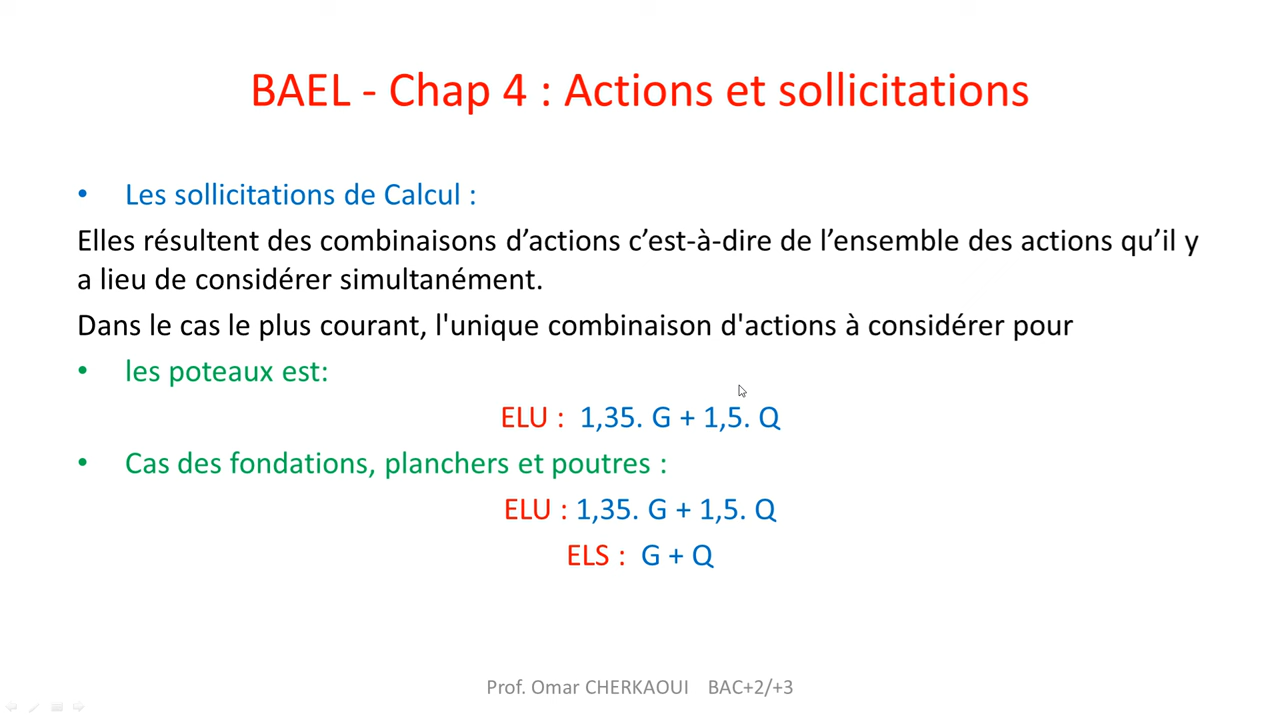 BAEL - Chap 4 : Actions et sollicitations
• Les sollicitations de Calcul :
Elles résultent des combinaisons d’actions c’est-à-dire de l’ensemble des actions qu’il y
a lieu de considérer simultanément.
Dans le cas le plus courant, l'unique combinaison d'actions à considérer pour
• les poteaux est:
ELU : 1,35. G + 1,5. Q
• Cas des fondations, planchers et poutres :
ELU : 1,35. G + 1,5. Q
ELS : G + Q
Prof. Omar CHERKAOUI BAC+2/+3